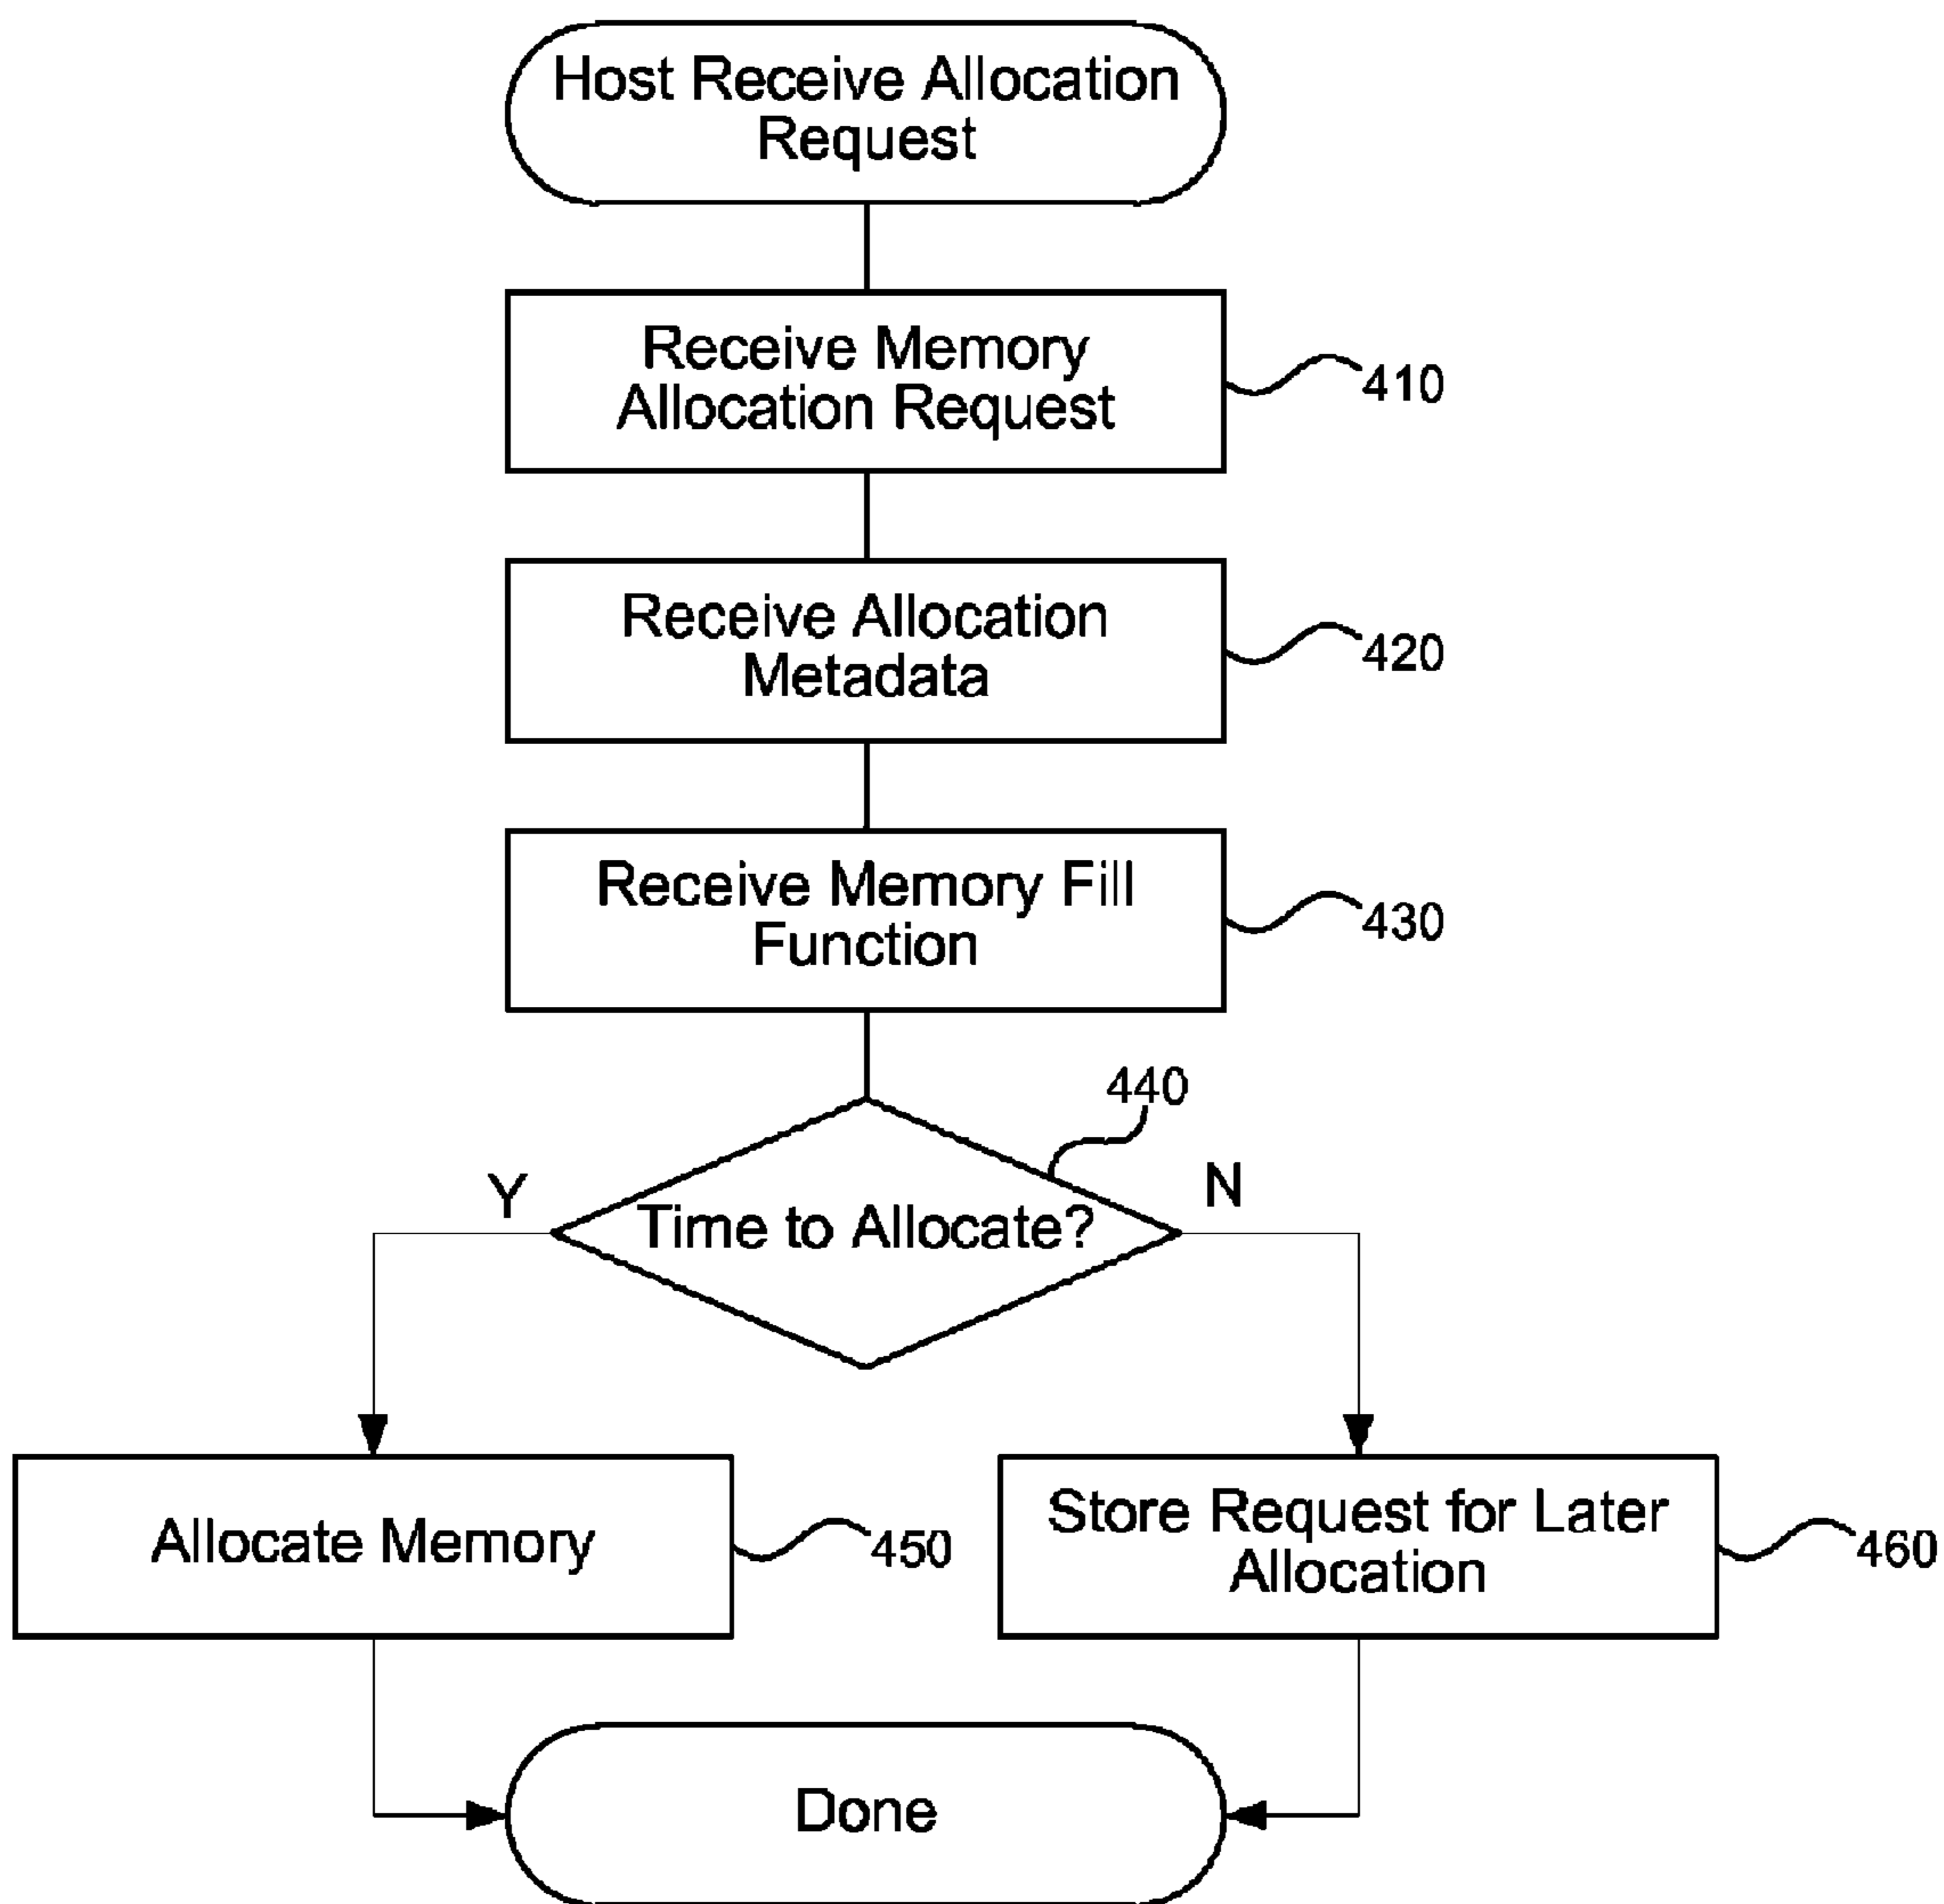 Host Receive Allocation
Request
Receive Memory
Allocation Request
410
Receive Allocation
Metadata
420
Receive Memory Fill
Function
430
440
Y
N
Time to Allocate?
Allocate Memory
450
Store Request for Later
Allocation
460
Done